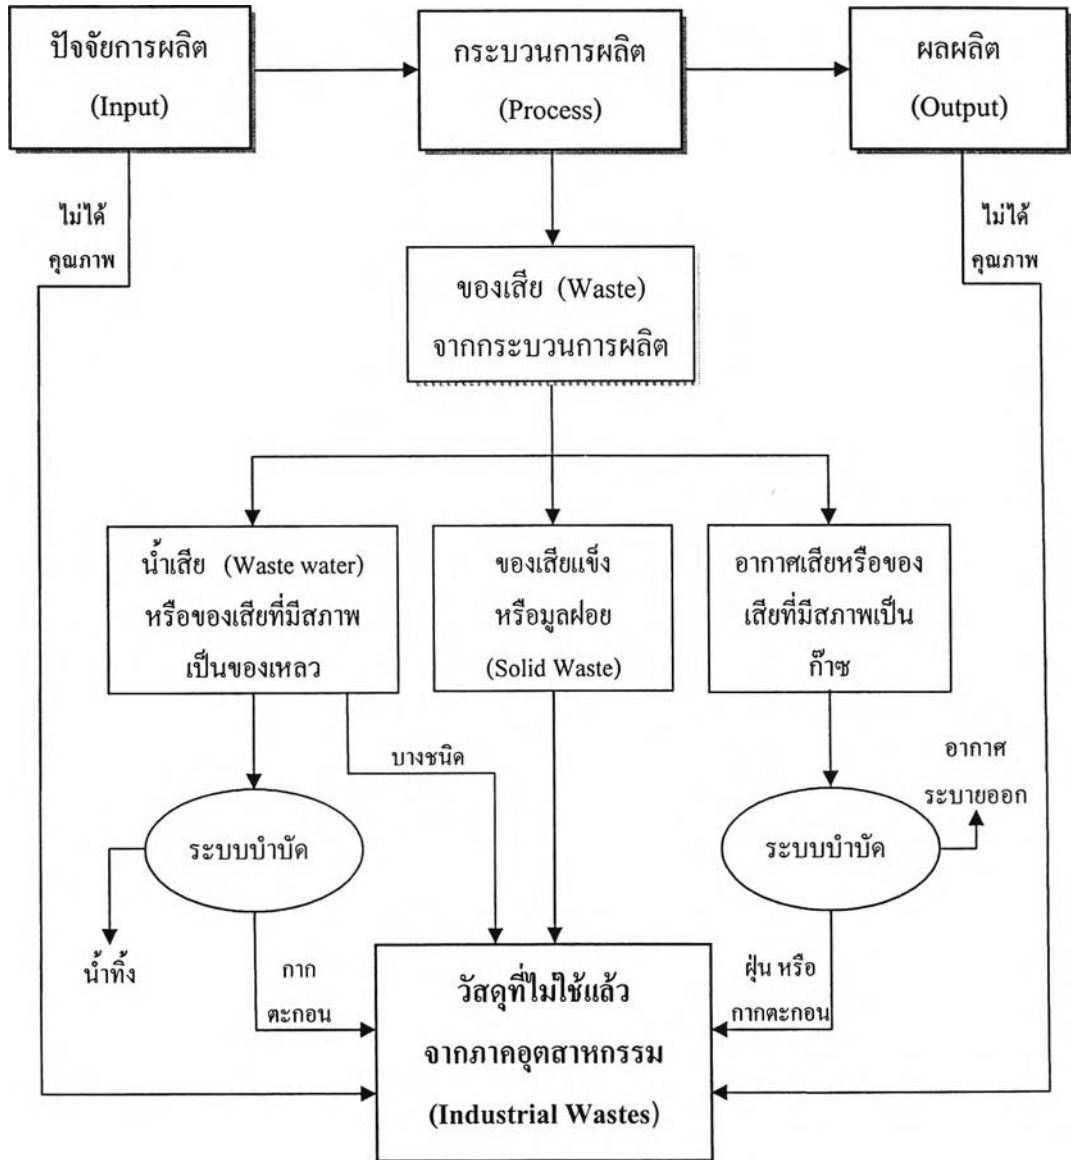 ปัจจัยการผลิต
(Input)
กระบวนการผลิต
(Process)
ผลผลิต
(Output)
ไม่ได้
คุณภาพ
ไม่ได้
คุณภาพ
ของเสีย (Waste)
จากกระบวนการผลิต
น้ำเสีย (Waste water)
หรือของเสียที่มีสภาพ
เป็นของเหลว
ของเสียแข็ง
หรือมูลฝอย
(Solid Waste)
อากาศเสียหรือของ
เสียที่มีสภาพเป็น
ก๊าซ
บางชนิด
อากาศ
ระบายออก
ระบบบำบัด
ระบบบำบัด
น้ำทิ้ง
กาก
ตะกอน
ฝุ่น หรือ
กากตะกอน
วัสดุที่ไม่ใช้แล้ว
จากภาคอุตสาหกรรม
(Industrial Wastes)